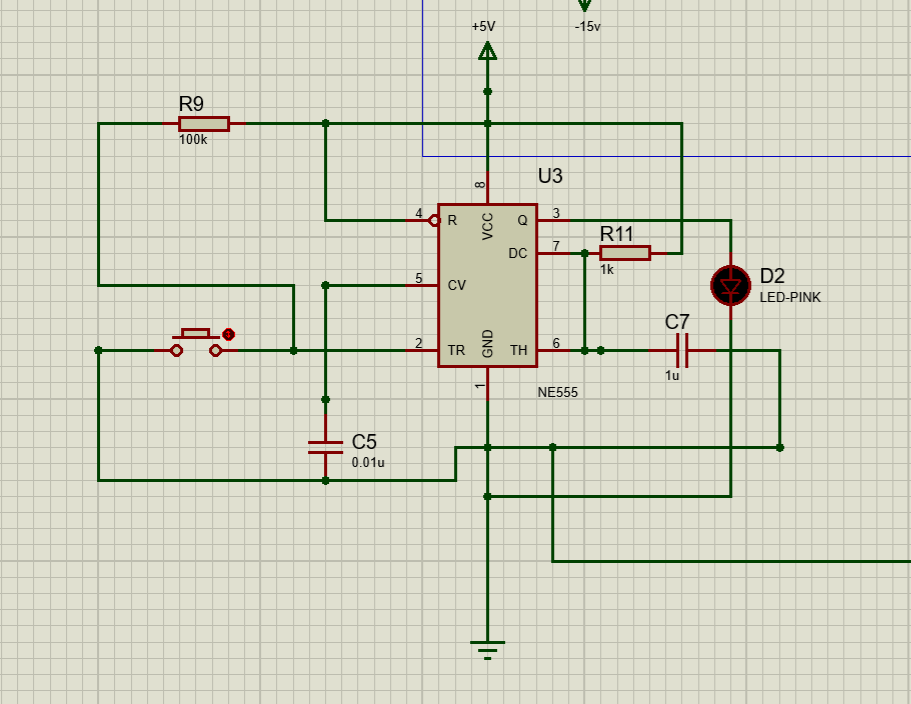 +5V
-15v
R9
100k
U3
8
4
R
VCC
Q
3
DC
7
R11
1k
5
CV
D2
LED-PINK
C7
1u
2
TR
GND
TH
6
1
NE555
C5
0.01u